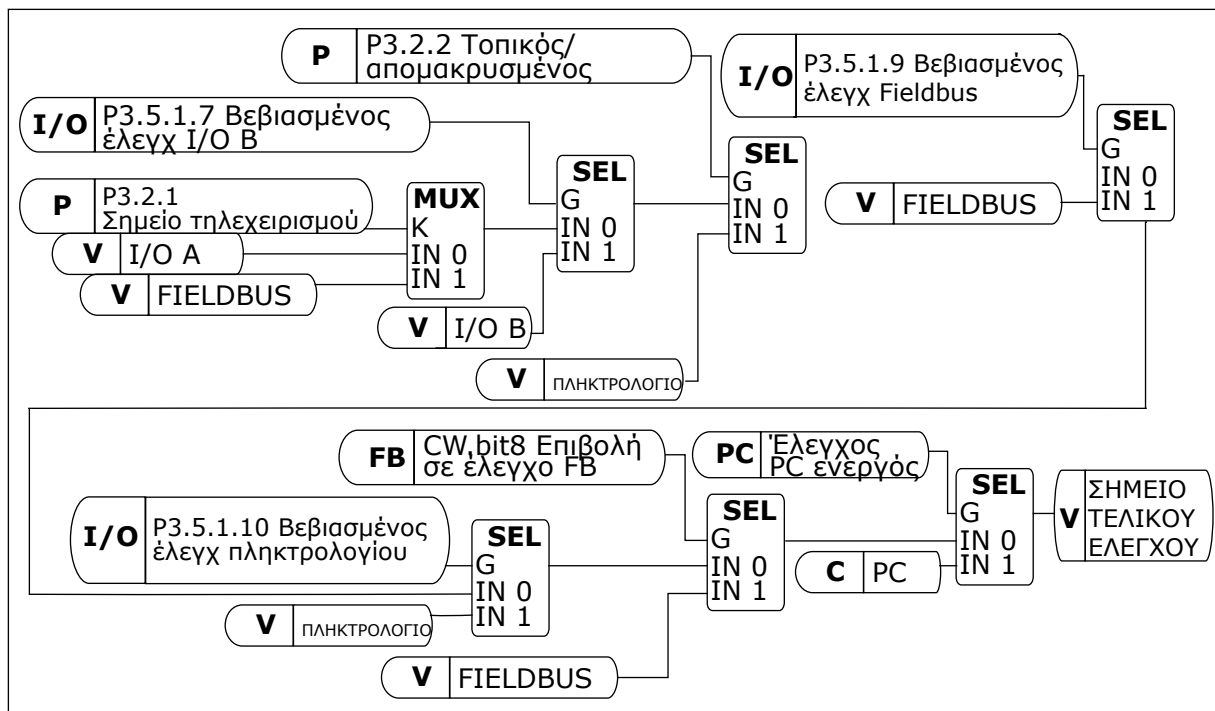 P
P3.2.2 Τοπικός/
απομακρυσμένος
I/O
P3.5.1.9 Βεβιασμένος
έλεγχ Fieldbus
I/O
P3.5.1.7 Βεβιασμένος
έλεγχ I/O B
SEL
G
IN 0
IN 1
SEL
G
IN 0
IN 1
SEL
G
IN 0
IN 1
P
P3.2.1
Σημείο τηλεχειρισμού
MUX
K
IN 0
IN 1
V
FIELDBUS
V
I/O A
V
FIELDBUS
V
I/O B
V
ΠΛΗΚΤΡΟΛΟΓΙΟ
FB
CW.bit8 Επιβολή
σε έλεγχο FB
PC
Έλεγχος
PC ενεργός
SEL
G
IN 0
IN 1
V
ΣΗΜΕΙΟ
ΤΕΛΙΚΟΥ
ΕΛΕΓΧΟΥ
I/O
P3.5.1.10 Βεβιασμένος
έλεγχ πληκτρολογίου
SEL
G
IN 0
IN 1
SEL
G
IN 0
IN 1
C
PC
V
ΠΛΗΚΤΡΟΛΟΓΙΟ
V
FIELDBUS